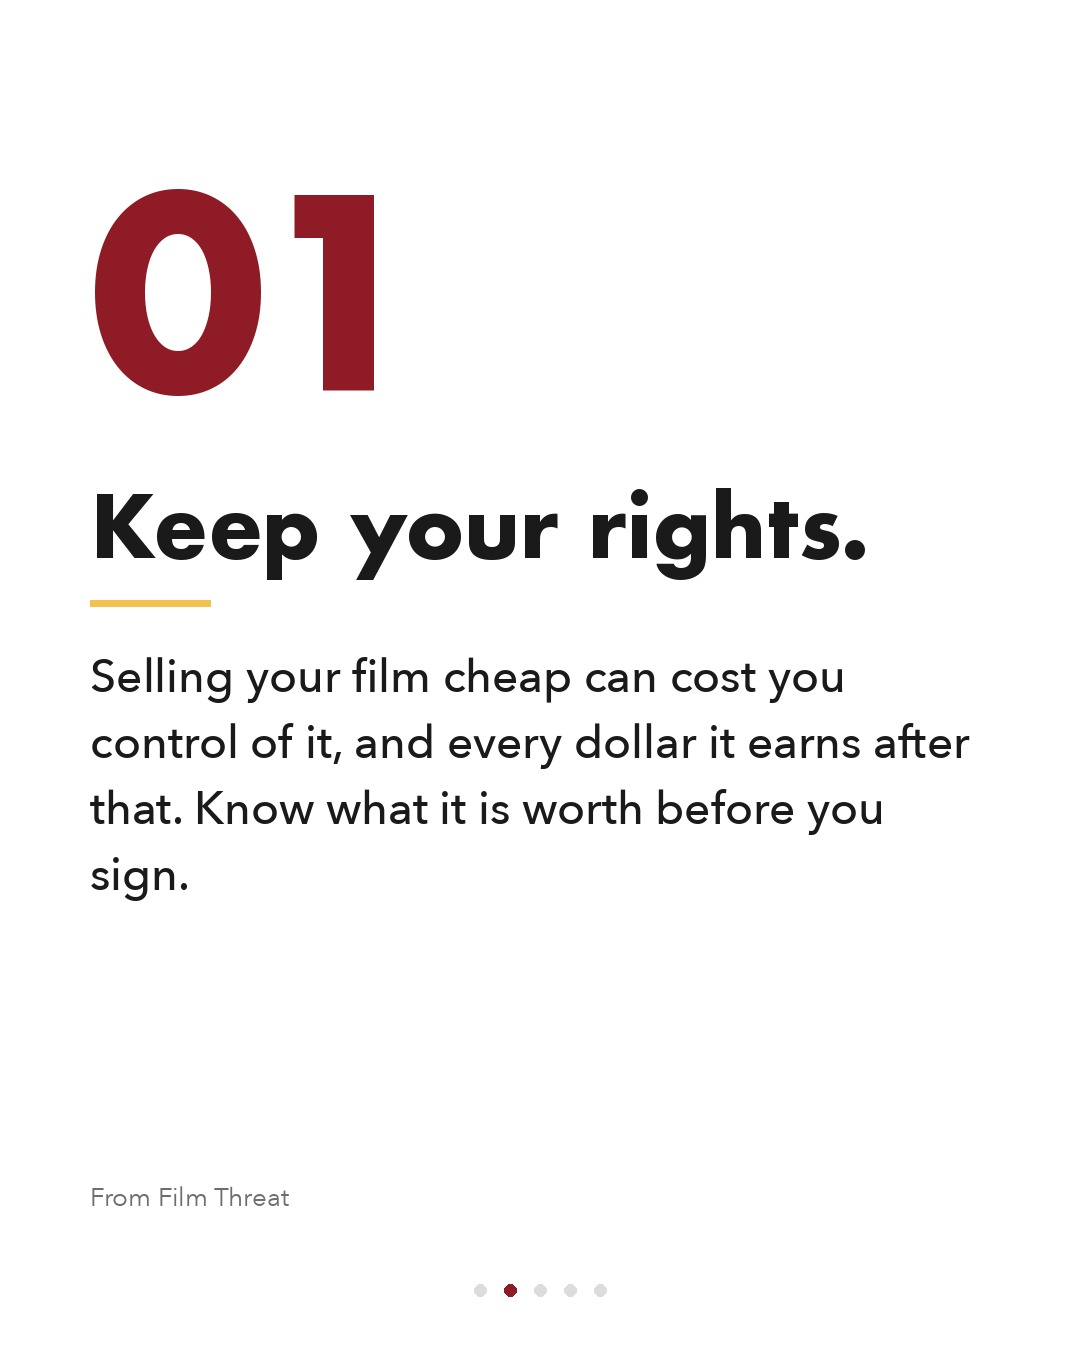 01
Keep your rights.
Selling your film cheap can cost you
control of it, and every dollar it earns after
that. Know what it is worth before you
sign.
From Film Threat